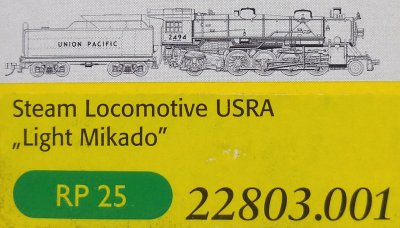 UNION PACIFIC
2494
Steam Locomotive USRA
„Light Mikado”
RP 25
22803.001